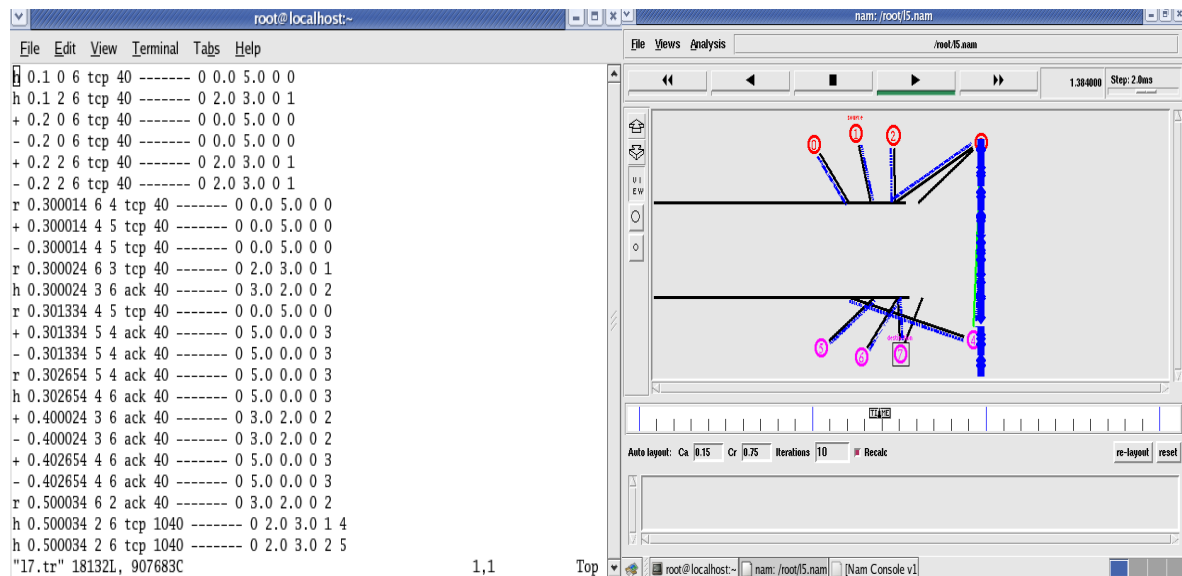 root@localhost:~
File Edit View Terminal Tabs Help
h 0.1 0 6 tcp 40 ------- 0 0.0 5.0 0 0
h 0.1 2 6 tcp 40 ------- 0 2.0 3.0 0 1
+ 0.2 0 6 tcp 40 ------- 0 0.0 5.0 0 0
- 0.2 0 6 tcp 40 ------- 0 0.0 5.0 0 0
+ 0.2 2 6 tcp 40 ------- 0 2.0 3.0 0 1
- 0.2 2 6 tcp 40 ------- 0 2.0 3.0 0 1
r 0.300014 6 4 tcp 40 ------- 0 0.0 5.0 0 0
+ 0.300014 4 5 tcp 40 ------- 0 0.0 5.0 0 0
- 0.300014 4 5 tcp 40 ------- 0 0.0 5.0 0 0
r 0.300024 6 3 tcp 40 ------- 0 2.0 3.0 0 1
h 0.300024 3 6 ack 40 ------- 0 3.0 2.0 0 2
r 0.301334 4 5 tcp 40 ------- 0 0.0 5.0 0 0
+ 0.301334 5 4 ack 40 ------- 0 5.0 0.0 0 3
- 0.301334 5 4 ack 40 ------- 0 5.0 0.0 0 3
r 0.302654 5 4 ack 40 ------- 0 5.0 0.0 0 3
h 0.302654 4 6 ack 40 ------- 0 5.0 0.0 0 3
+ 0.400024 3 6 ack 40 ------- 0 3.0 2.0 0 2
- 0.400024 3 6 ack 40 ------- 0 3.0 2.0 0 2
+ 0.402654 4 6 ack 40 ------- 0 5.0 0.0 0 3
- 0.402654 4 6 ack 40 ------- 0 5.0 0.0 0 3
r 0.500034 6 2 ack 40 ------- 0 3.0 2.0 0 2
h 0.500034 2 6 tcp 1040 ------- 0 2.0 3.0 1 4
h 0.500034 2 6 tcp 1040 ------- 0 2.0 3.0 2 5
"l7.tr" 18132L, 907683C 1,1 Top
nam: /root/l5.nam
File Views Analysis /root/l5.nam
1.384000 Step: 2.0ms
VIEW
0 1 2
5 6 7 4
TIME
Auto layout: Ca 0.15 Cr 0.75 Iterations 10 Recalc re-layout reset
root@localhost:~ nam: /root/l5.nam [Nam Console v1